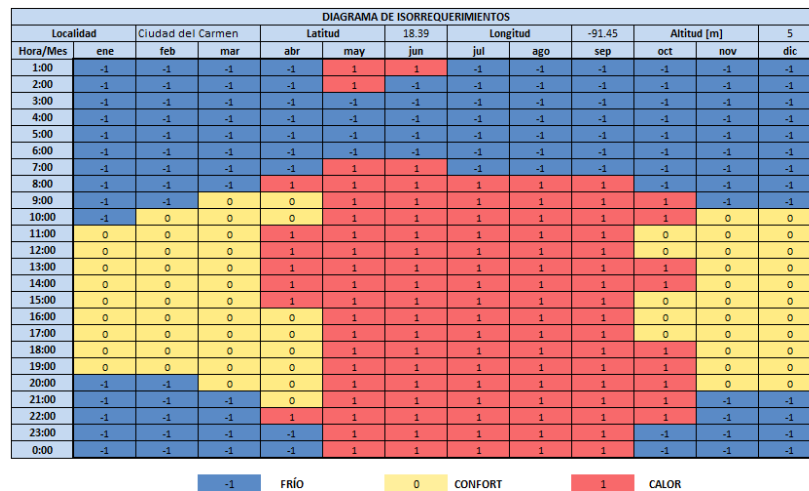 DIAGRAMA DE ISORREQUERIMIENTOS
Localidad Ciudad del Carmen Latitud 18.39 Longitud -91.45 Altitud [m] 5
Hora/Mes ene feb mar abr may jun jul ago sep oct nov dic
1:00 -1 -1 -1 -1 1 1 -1 -1 -1 -1 -1 -1
2:00 -1 -1 -1 -1 1 -1 -1 -1 -1 -1 -1 -1
3:00 -1 -1 -1 -1 -1 -1 -1 -1 -1 -1 -1 -1
4:00 -1 -1 -1 -1 -1 -1 -1 -1 -1 -1 -1 -1
5:00 -1 -1 -1 -1 -1 -1 -1 -1 -1 -1 -1 -1
6:00 -1 -1 -1 -1 -1 -1 -1 -1 -1 -1 -1 -1
7:00 -1 -1 -1 -1 1 1 -1 -1 -1 -1 -1 -1
8:00 -1 -1 -1 1 1 1 1 1 1 -1 -1 -1
9:00 -1 -1 0 0 1 1 1 1 1 1 -1 -1
10:00 -1 0 0 0 1 1 1 1 1 1 0 0
11:00 0 0 0 1 1 1 1 1 1 0 0 0
12:00 0 0 0 1 1 1 1 1 1 0 0 0
13:00 0 0 0 1 1 1 1 1 1 1 0 0
14:00 0 0 0 1 1 1 1 1 1 1 0 0
15:00 0 0 0 1 1 1 1 1 1 0 0 0
16:00 0 0 0 0 1 1 1 1 1 0 0 0
17:00 0 0 0 0 1 1 1 1 1 0 0 0
18:00 0 0 0 0 1 1 1 1 1 1 0 0
19:00 0 0 0 0 1 1 1 1 1 1 0 0
20:00 -1 -1 0 0 1 1 1 1 1 1 0 0
21:00 -1 -1 -1 0 1 1 1 1 1 1 -1 -1
22:00 -1 -1 -1 1 1 1 1 1 1 1 -1 -1
23:00 -1 -1 -1 -1 1 1 1 1 1 -1 -1 -1
0:00 -1 -1 -1 -1 1 1 1 1 1 -1 -1 -1
-1 FRÍO 0 CONFORT 1 CALOR